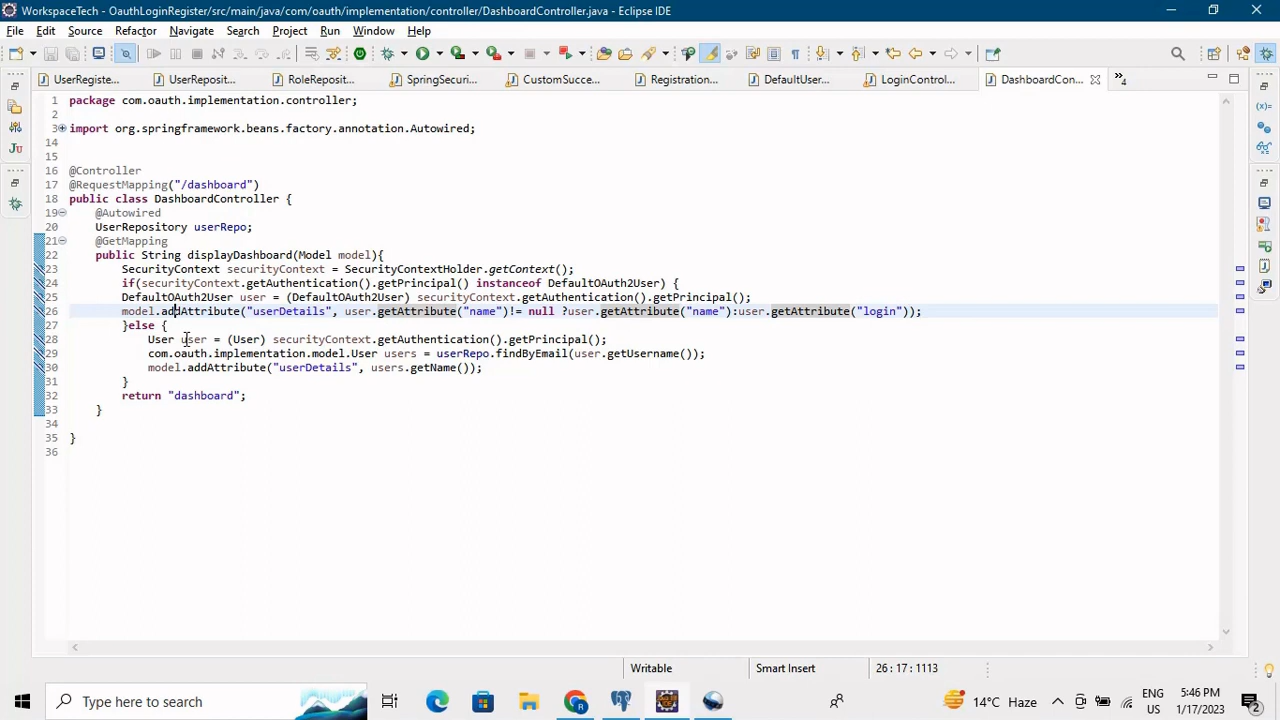 WorkspaceTech - OauthLoginRegister/src/main/java/com/oauth/implementation/controller/DashboardController.java - Eclipse IDE
File Edit Source Refactor Navigate Search Project Run Window Help
UserRegiste... UserReposit... RoleReposit... SpringSecuri... CustomSucce... Registration... DefaultUser... LoginControl... DashboardCon... »4
1 package com.oauth.implementation.controller;
2
3 import org.springframework.beans.factory.annotation.Autowired;
14
15
16 @Controller
17 @RequestMapping("/dashboard")
18 public class DashboardController {
19 @Autowired
20 UserRepository userRepo;
21 @GetMapping
22 public String displayDashboard(Model model){
23 SecurityContext securityContext = SecurityContextHolder.getContext();
24 if(securityContext.getAuthentication().getPrincipal() instanceof DefaultOAuth2User) {
25 DefaultOAuth2User user = (DefaultOAuth2User) securityContext.getAuthentication().getPrincipal();
26 model.addAttribute("userDetails", user.getAttribute("name")!= null ?user.getAttribute("name"):user.getAttribute("login"));
27 }else {
28 User user = (User) securityContext.getAuthentication().getPrincipal();
29 com.oauth.implementation.model.User users = userRepo.findByEmail(user.getUsername());
30 model.addAttribute("userDetails", users.getName());
31 }
32 return "dashboard";
33 }
34
35 }
36
Writable Smart Insert 26 : 17 : 1113
Type here to search 14°C Haze ENG US 5:46 PM 1/17/2023 2